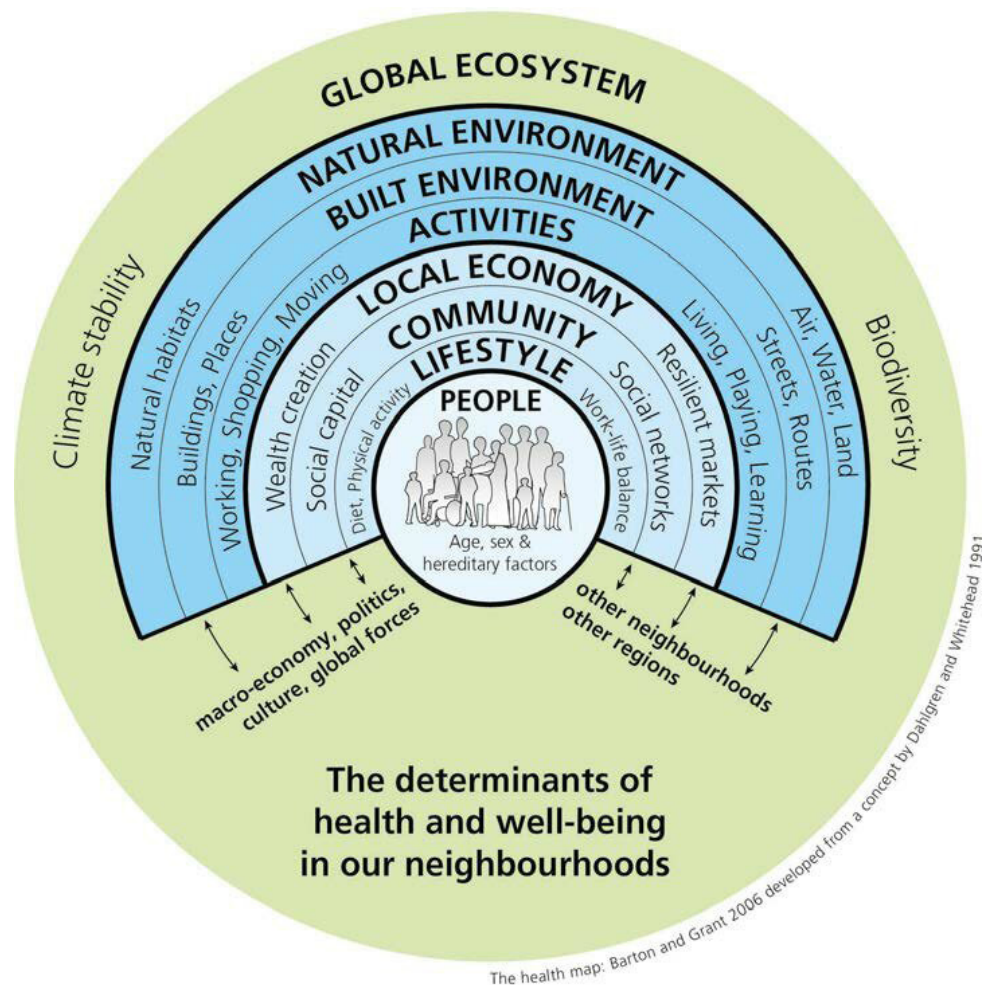 GLOBAL ECOSYSTEM
NATURAL ENVIRONMENT
BUILT ENVIRONMENT
ACTIVITIES
LOCAL ECONOMY
COMMUNITY
LIFESTYLE
PEOPLE
Climate stability
Natural habitats
Buildings, Places
Working, Shopping, Moving
Wealth creation
Social capital
Diet, Physical activity
Age, sex &
hereditary factors
Work-life balance
Social networks
Resilient markets
Living, Playing, Learning
Streets, Routes
Air, Water, Land
Biodiversity
macro-economy, politics,
culture, global forces
other neighbourhoods
other regions
The determinants of
health and well-being
in our neighbourhoods
The health map: Barton and Grant 2006 developed from a concept by Dahlgren and Whitehead 1991